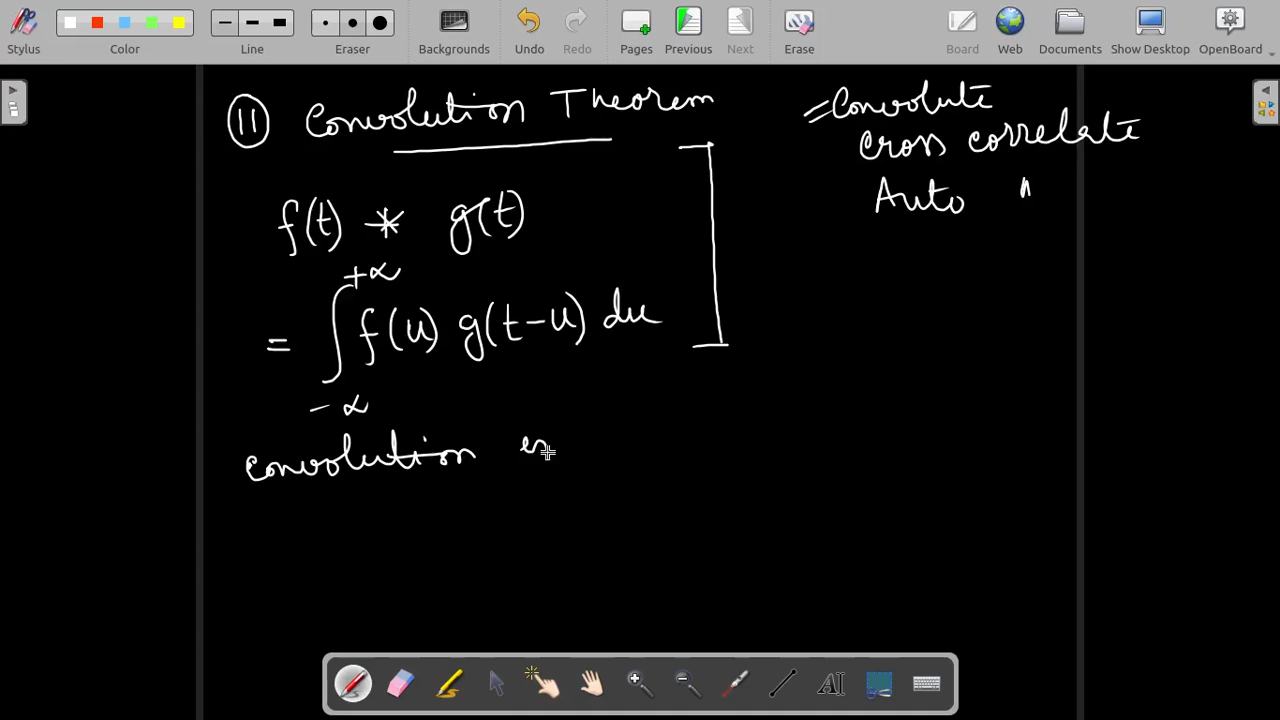 Stylus Color Line Eraser Backgrounds Undo Redo Pages Previous Next Erase Board Web Documents Show Desktop OpenBoard
11 Convolution Theorem
=Convolute
Cross correlate
Auto "
f(t) * g(t)
= ∫ f(u) g(t-u) du
+∝
-∝
convolution